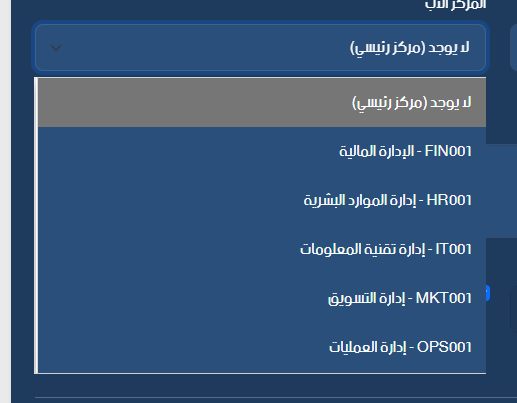 المركز الأب
لا يوجد (مركز رئيسي)
لا يوجد (مركز رئيسي)
FIN001 - الإدارة المالية
HR001 - إدارة الموارد البشرية
IT001 - إدارة تقنية المعلومات
MKT001 - إدارة التسويق
OPS001 - إدارة العمليات